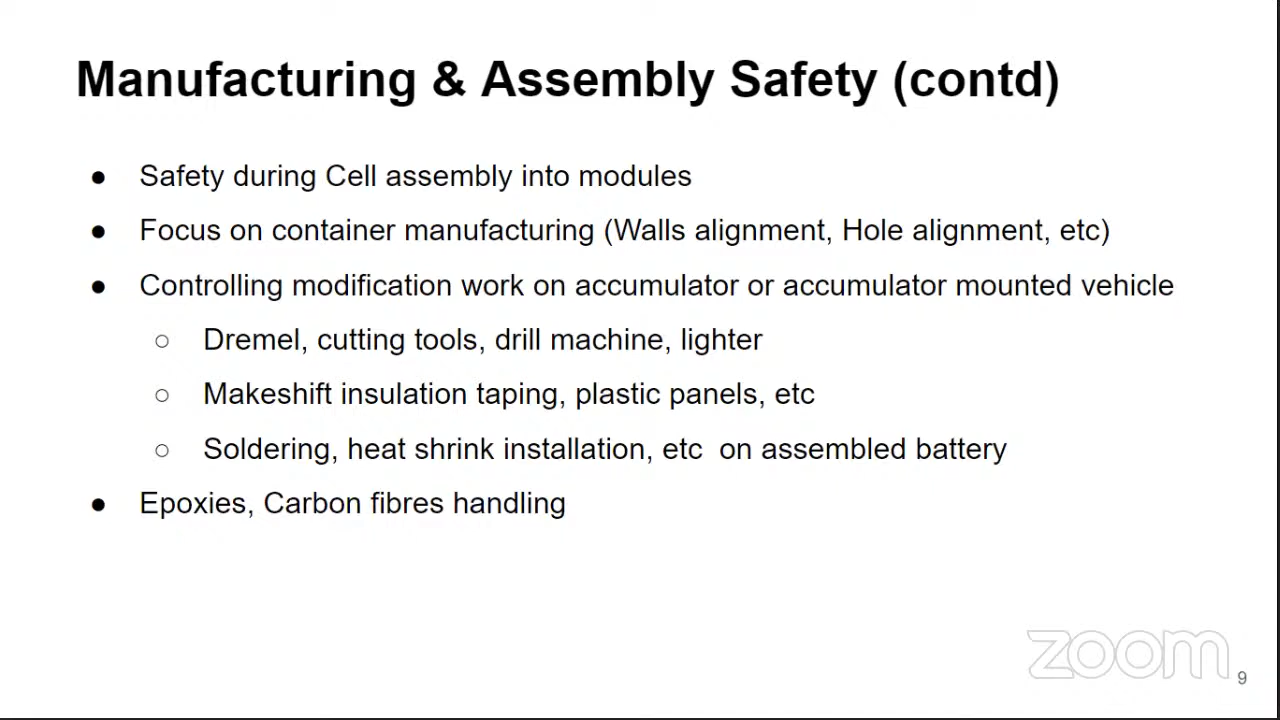 Manufacturing & Assembly Safety (contd)
● Safety during Cell assembly into modules
● Focus on container manufacturing (Walls alignment, Hole alignment, etc)
● Controlling modification work on accumulator or accumulator mounted vehicle
○ Dremel, cutting tools, drill machine, lighter
○ Makeshift insulation taping, plastic panels, etc
○ Soldering, heat shrink installation, etc  on assembled battery
● Epoxies, Carbon fibres handling
zoom
9